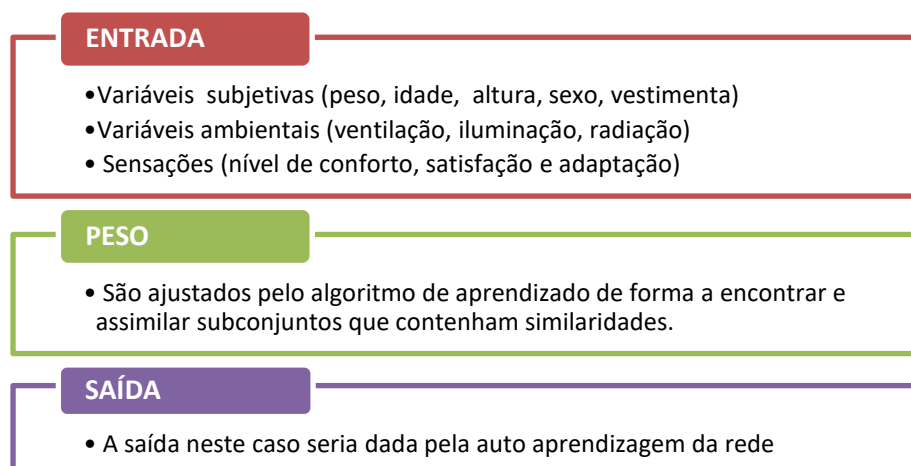 ENTRADA
•Variáveis subjetivas (peso, idade, altura, sexo, vestimenta)
•Variáveis ambientais (ventilação, iluminação, radiação)
• Sensações (nível de conforto, satisfação e adaptação)
PESO
• São ajustados pelo algoritmo de aprendizado de forma a encontrar e
assimilar subconjuntos que contenham similaridades.
SAÍDA
• A saída neste caso seria dada pela auto aprendizagem da rede